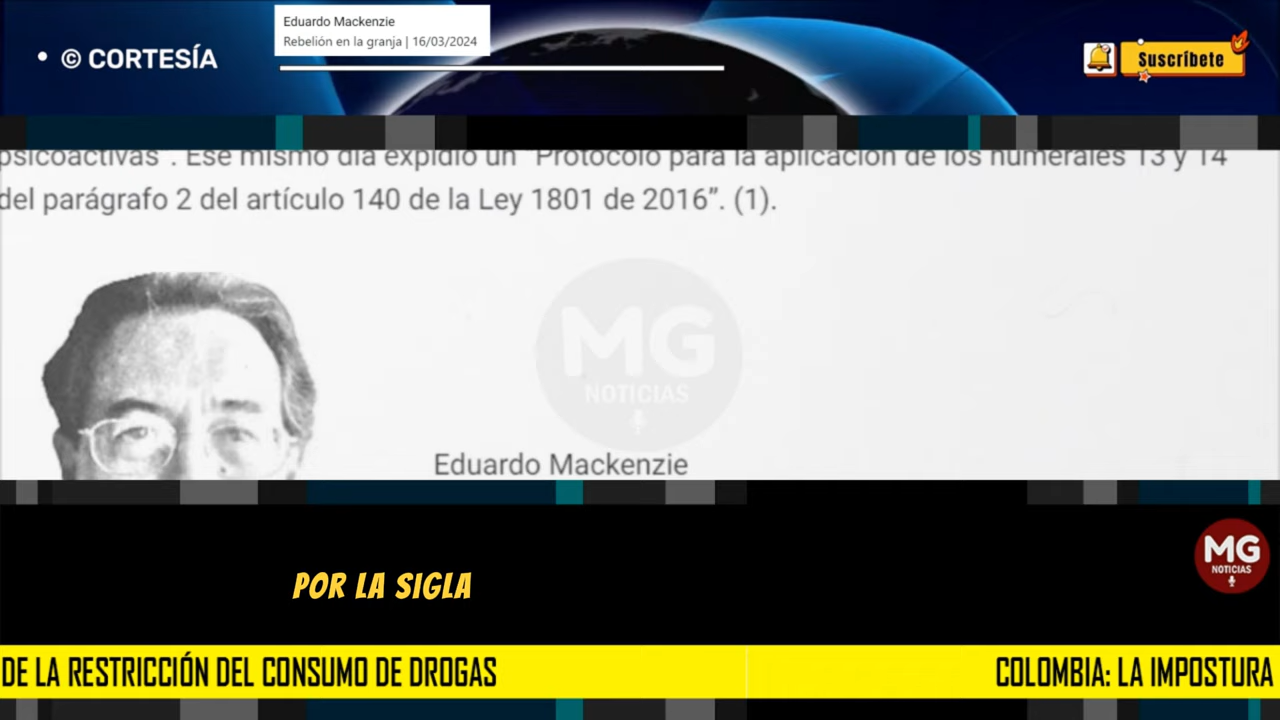 Eduardo Mackenzie
Rebelión en la granja | 16/03/2024
• © CORTESÍA
Suscríbete
psicoactivas". Ese mismo día expidió un "Protocolo para la aplicación de los numerales 13 y 14
del parágrafo 2 del artículo 140 de la Ley 1801 de 2016”. (1).
MG
NOTICIAS
Eduardo Mackenzie
MG
NOTICIAS
POR LA SIGLA
DE LA RESTRICCIÓN DEL CONSUMO DE DROGAS
COLOMBIA: LA IMPOSTURA